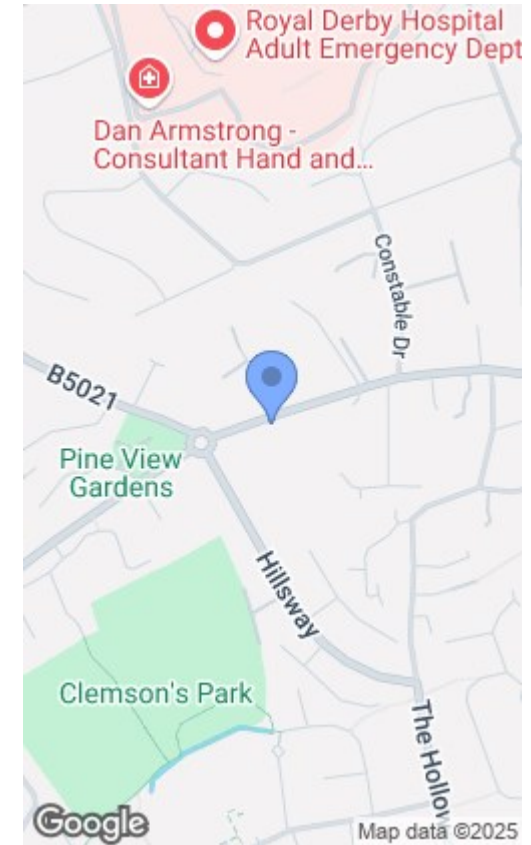 Royal Derby Hospital
Adult Emergency Dept
Dan Armstrong -
Consultant Hand and...
Constable Dr
B5021
Pine View
Gardens
Hillsway
Clemson's Park
The Hollow
Google
Map data ©2025